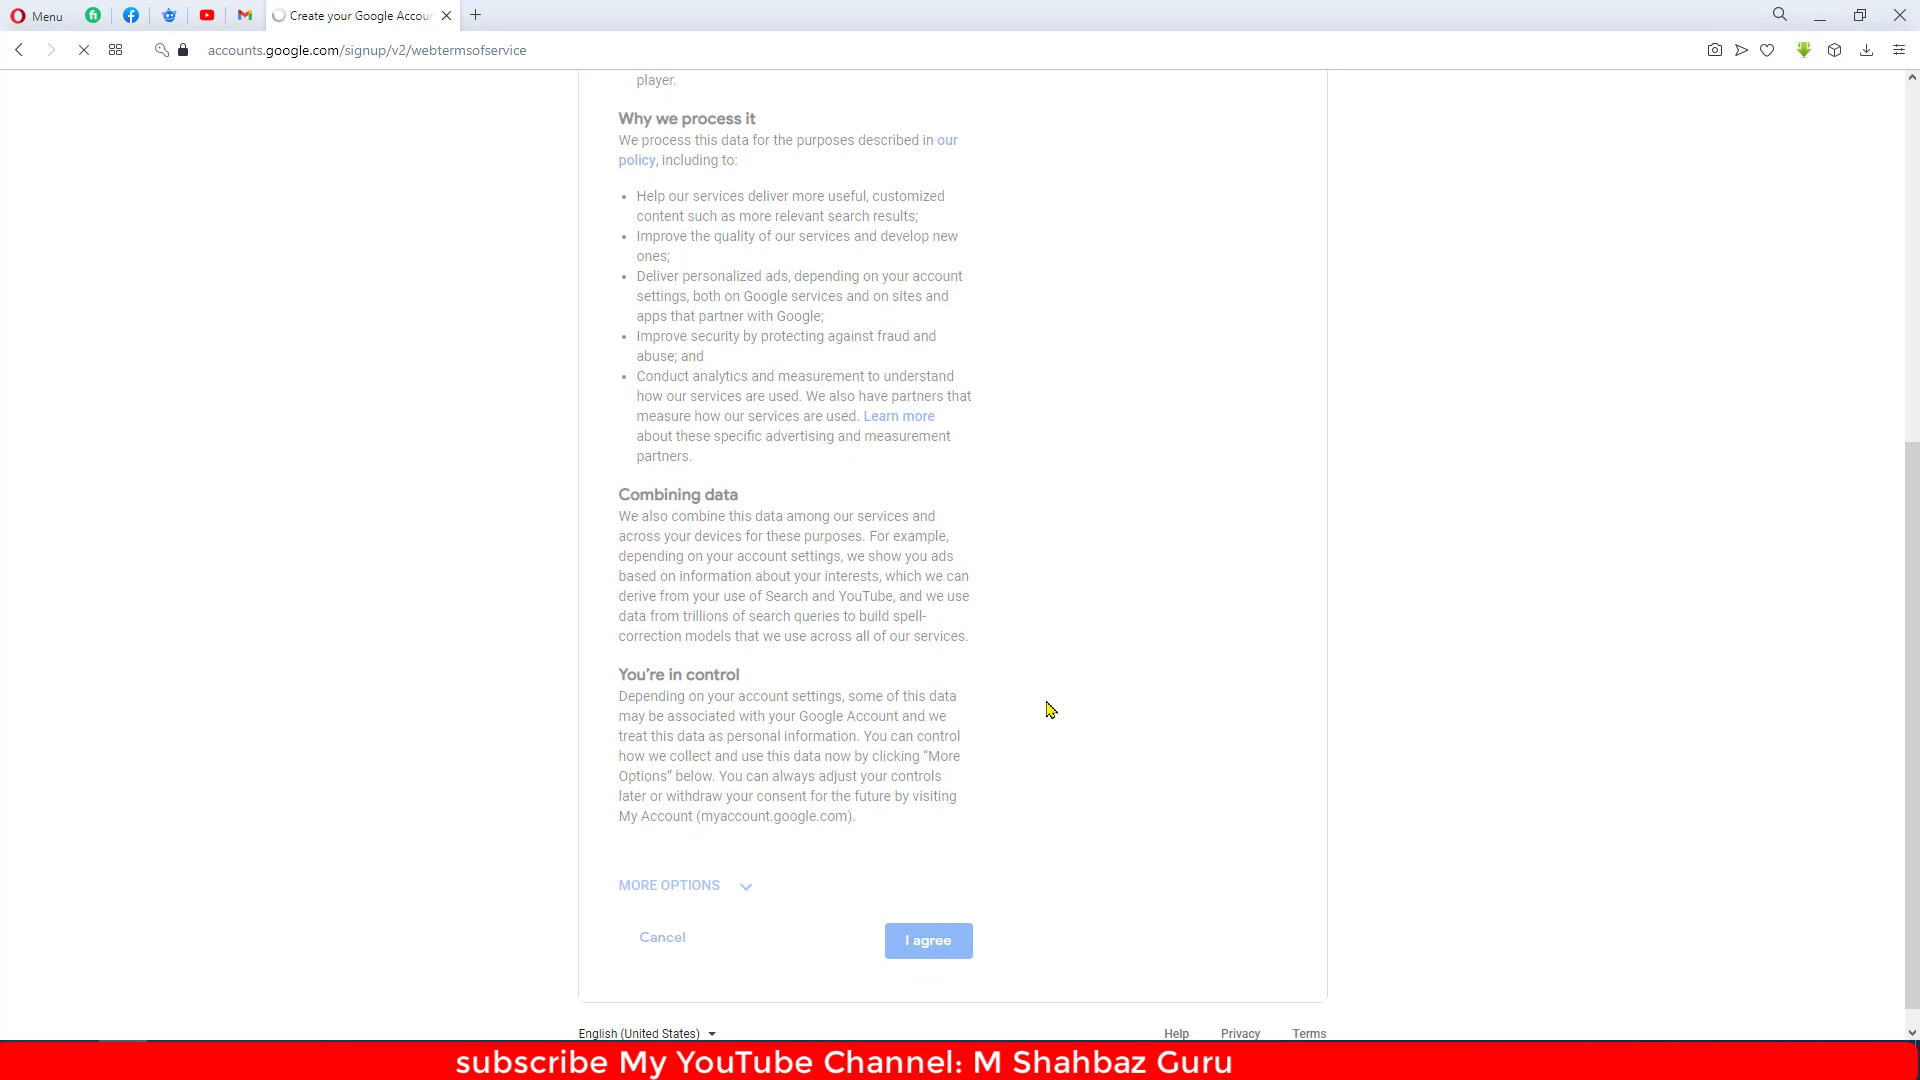 Menu
Create your Google Accou
accounts.google.com/signup/v2/webtermsofservice
player.
Why we process it
We process this data for the purposes described in our
policy, including to:
• Help our services deliver more useful, customized
content such as more relevant search results;
• Improve the quality of our services and develop new
ones;
• Deliver personalized ads, depending on your account
settings, both on Google services and on sites and
apps that partner with Google;
• Improve security by protecting against fraud and
abuse; and
• Conduct analytics and measurement to understand
how our services are used. We also have partners that
measure how our services are used. Learn more
about these specific advertising and measurement
partners.
Combining data
We also combine this data among our services and
across your devices for these purposes. For example,
depending on your account settings, we show you ads
based on information about your interests, which we can
derive from your use of Search and YouTube, and we use
data from trillions of search queries to build spell-
correction models that we use across all of our services.
You’re in control
Depending on your account settings, some of this data
may be associated with your Google Account and we
treat this data as personal information. You can control
how we collect and use this data now by clicking “More
Options” below. You can always adjust your controls
later or withdraw your consent for the future by visiting
My Account (myaccount.google.com).
MORE OPTIONS
Cancel
I agree
English (United States)
Help
Privacy
Terms
subscribe My YouTube Channel: M Shahbaz Guru